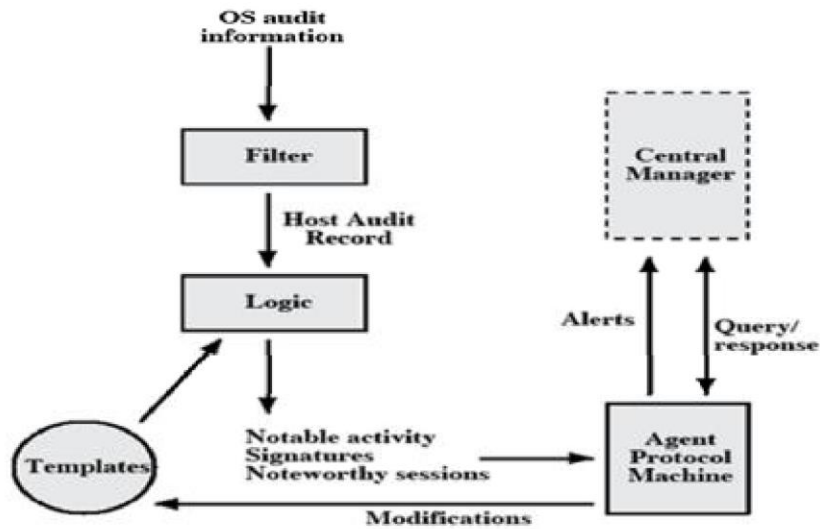 OS audit
information
Filter
Central
Manager
Host Audit
Record
Logic
Alerts
Query/
response
Templates
Notable activity
Signatures
Noteworthy sessions
Agent
Protocol
Machine
Modifications